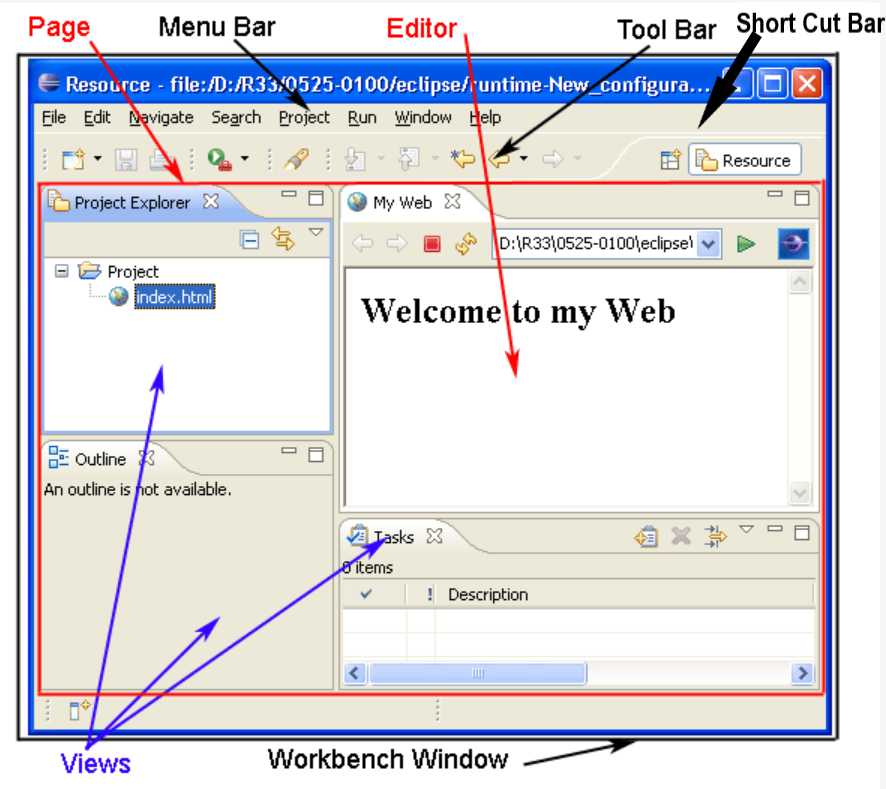 Page Menu Bar Editor Tool Bar Short Cut Bar
Resource - file:/D:/R33/0525-0100/eclipse/runtime-New_configura...
File Edit Navigate Search Project Run Window Help
Resource
Project Explorer
My Web
D:\R33\0525-0100\eclipse\
Project
index.html
Welcome to my Web
Outline
An outline is not available.
Tasks
0 items
! Description
Views
Workbench Window